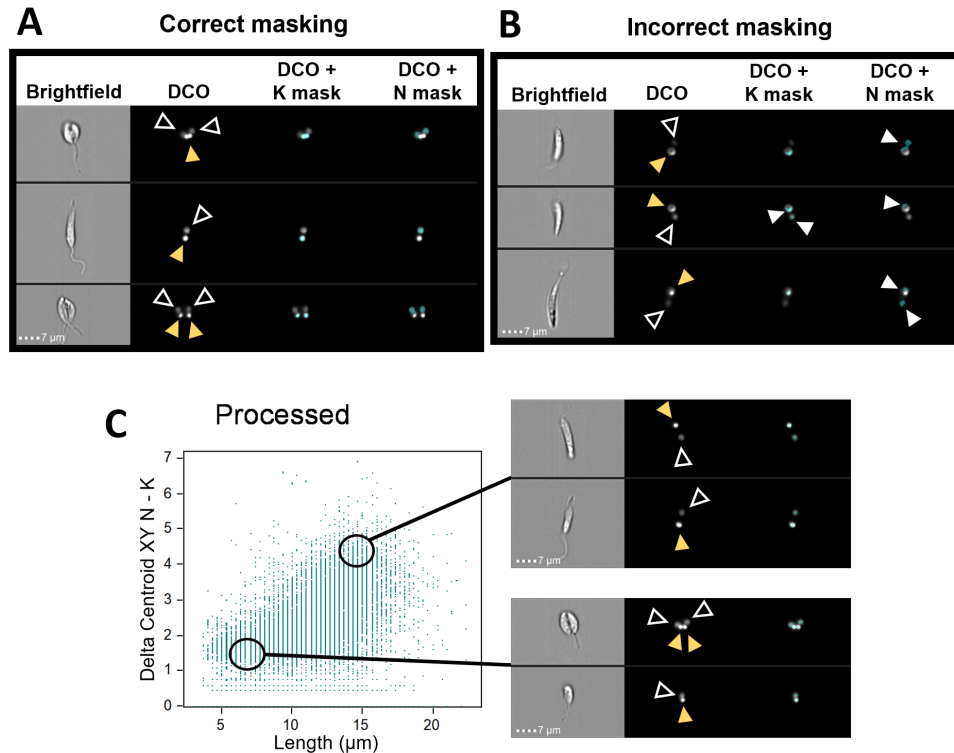 A
Correct masking
Brightfield
DCO
DCO +
K mask
DCO +
N mask
7 µm
B
Incorrect masking
Brightfield
DCO
DCO +
K mask
DCO +
N mask
7 µm
C
Processed
Delta Centroid XY N - K
7
6
5
4
3
2
1
0
5
10
15
20
Length (µm)
7 µm
7 µm